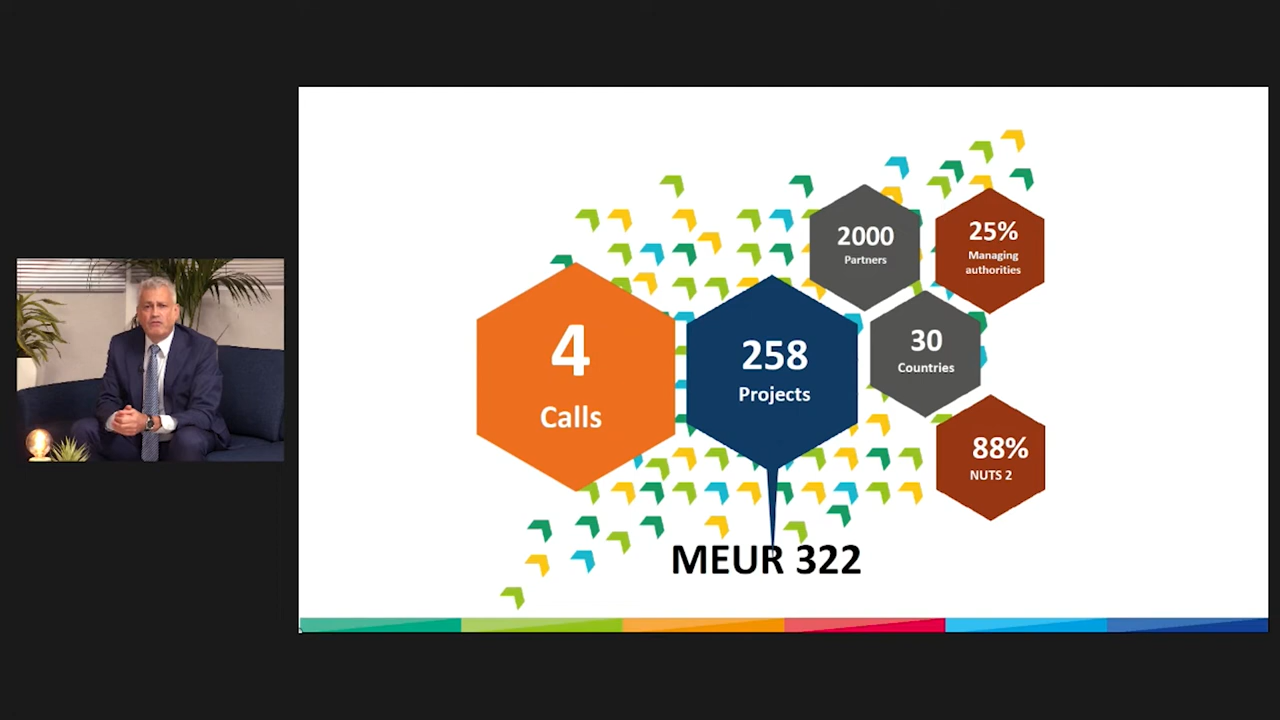 4
Calls
258
Projects
2000
Partners
25%
Managing
authorities
30
Countries
88%
NUTS 2
MEUR 322